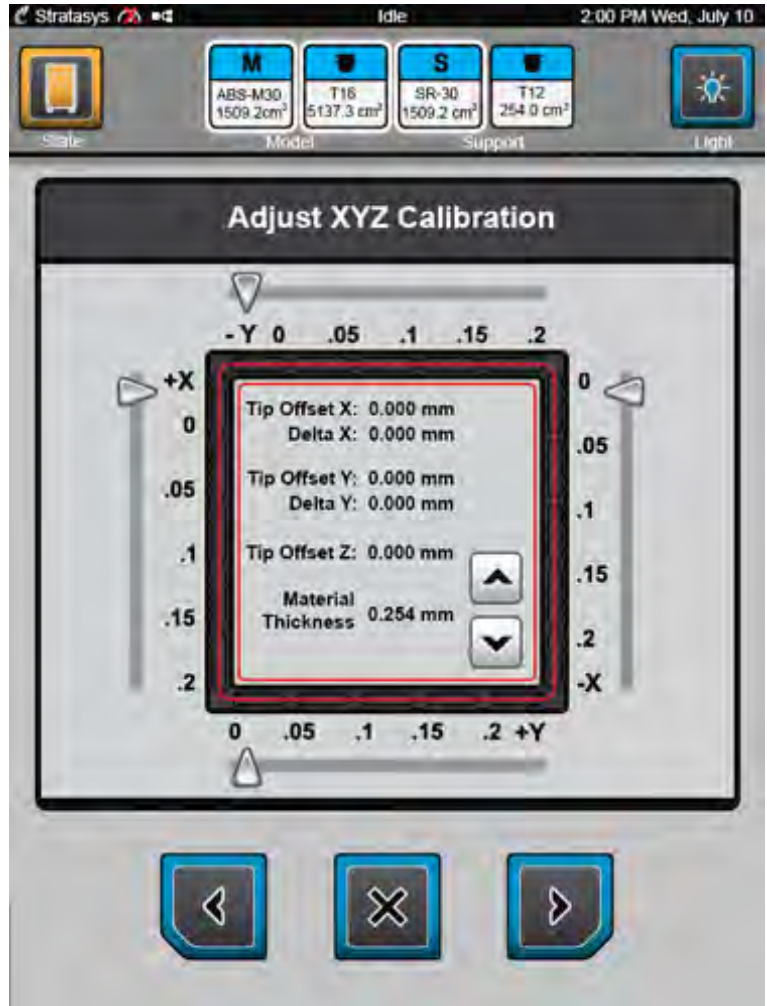 Stratasys Idle 2:00 PM Wed, July 10
M S
ABS-M30 T16 SR-30 T12
1509.2cm³ 5137.3 cm³ 1509.2 cm³ 254.0 cm³
State Model Support Light
Adjust XYZ Calibration
- Y 0 .05 .1 .15 .2
+X 0
0 .05
.05 .1
.1 .15
.15 .2
.2 -X
Tip Offset X: 0.000 mm
Delta X: 0.000 mm
Tip Offset Y: 0.000 mm
Delta Y: 0.000 mm
Tip Offset Z: 0.000 mm
Material
Thickness 0.254 mm
0 .05 .1 .15 .2 +Y